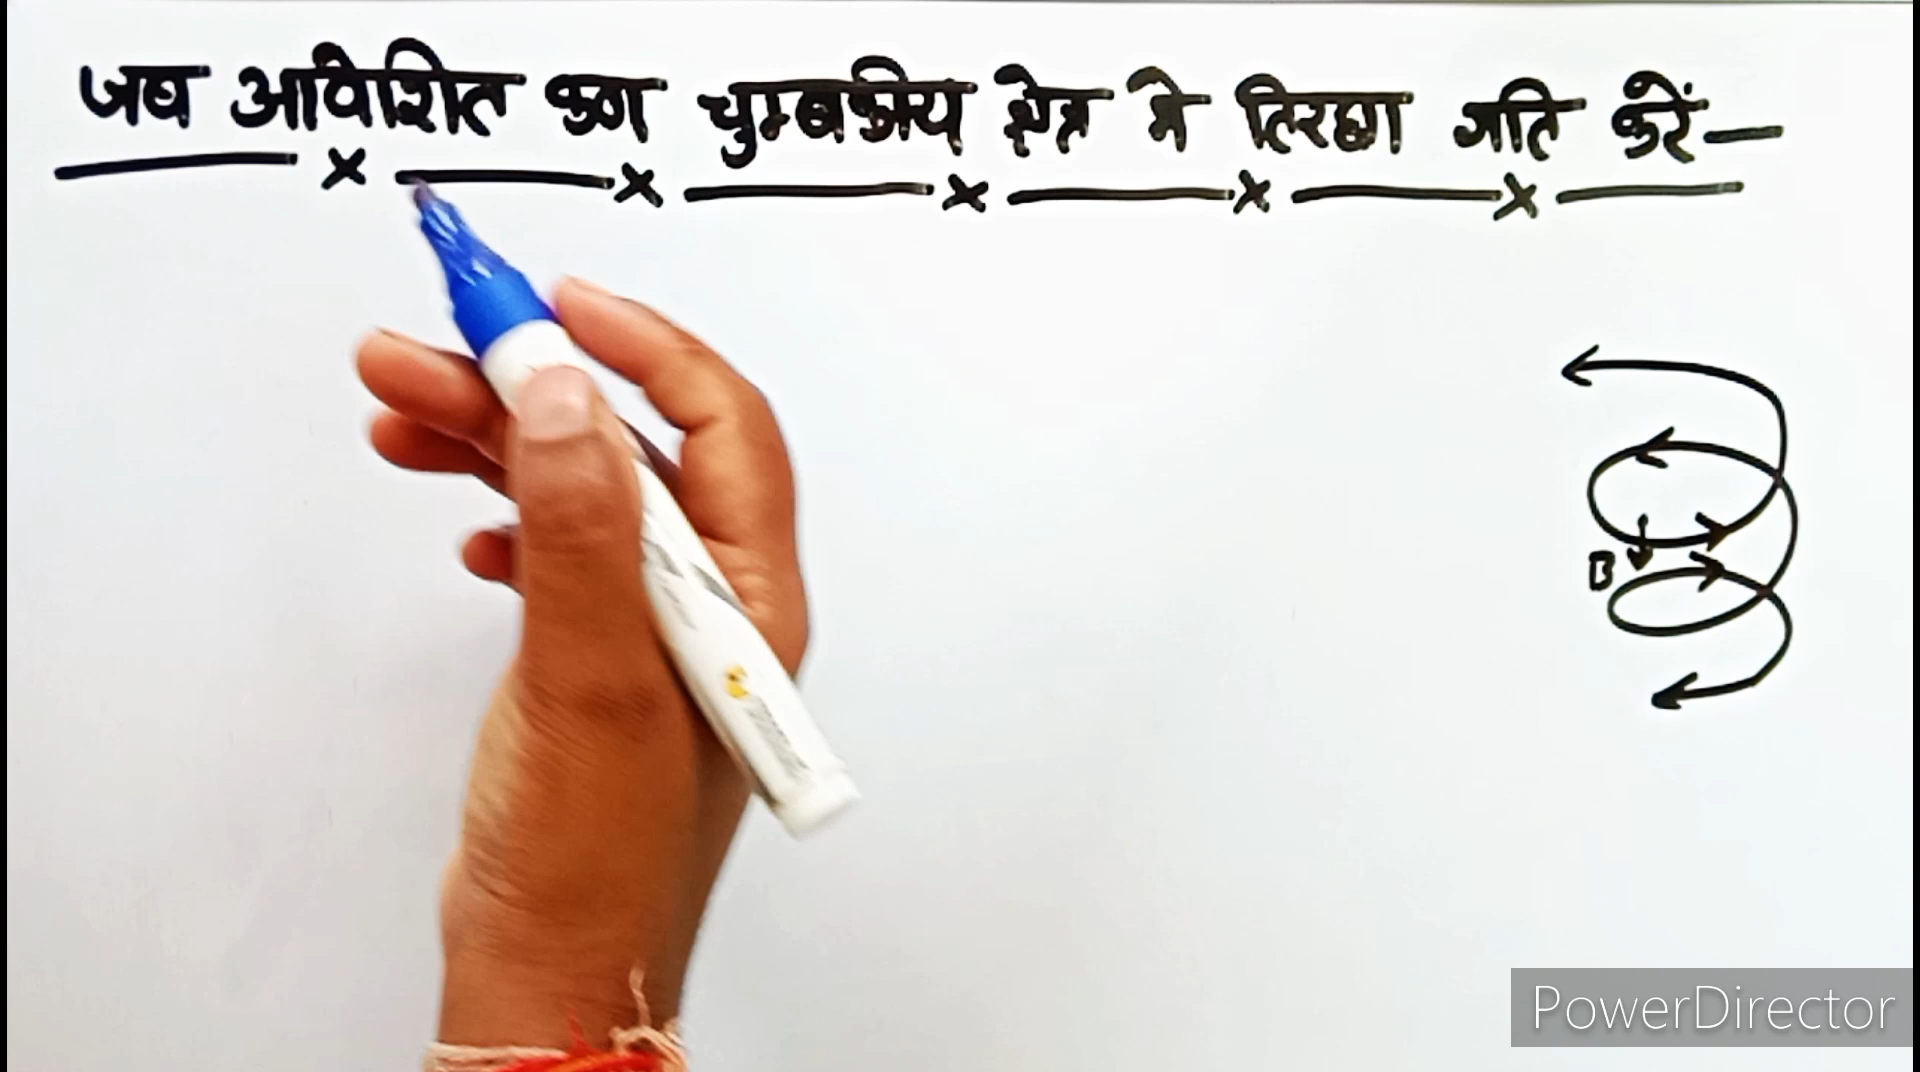 जब आवेशित कण चुम्बकीय क्षेत्र मे तिरछा गति करें—
B
PowerDirector